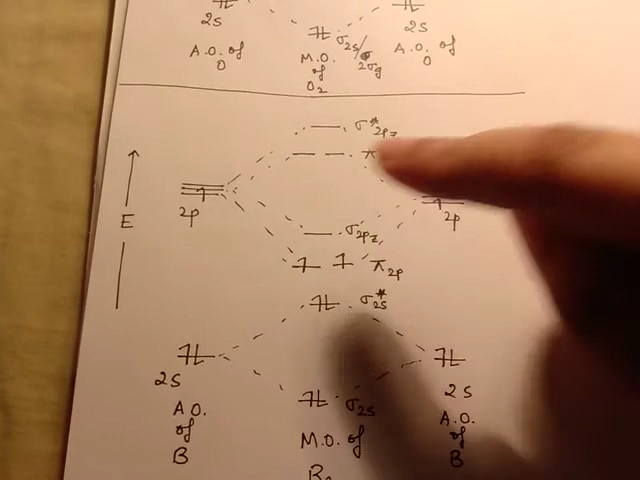 2s
2s
σ2s/
2σg
A.O. of
O
M.O.
of
O2
A.O. of
O
σ*2pz
π
E
2p
2p
σ2pz
π2p
σ*2s
2s
2s
σ2s
A.O.
of
B
M.O. of
A.O.
of
B